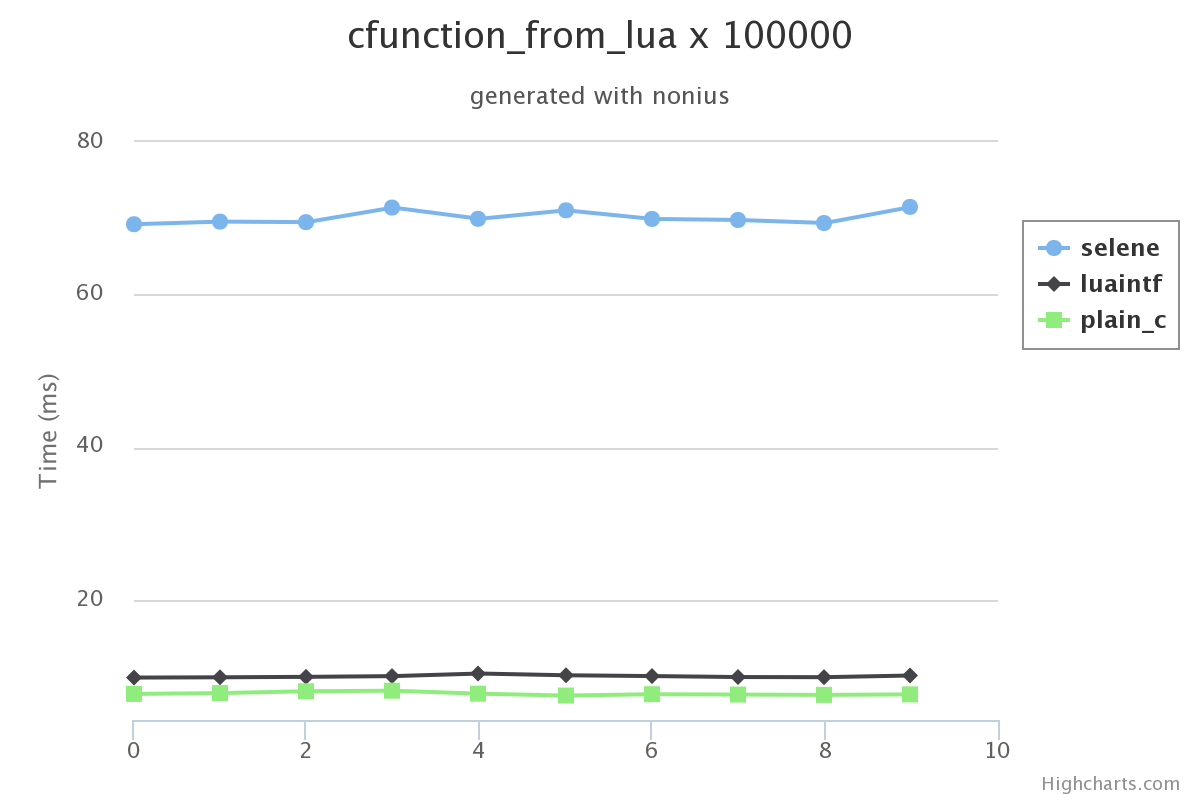 cfunction_from_lua x 100000
generated with nonius
80
60
40
20
Time (ms)
0 2 4 6 8 10
selene
luaintf
plain_c
Highcharts.com